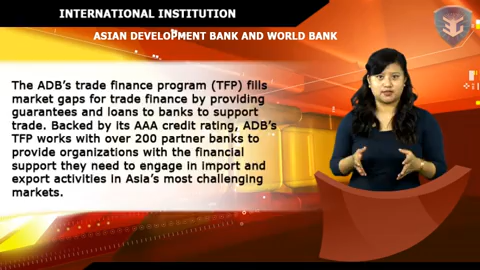 INTERNATIONAL INSTITUTION
ASIAN DEVELOPMENT BANK AND WORLD BANK
The ADB's trade finance program (TFP) fills
market gaps for trade finance by providing
guarantees and loans to banks to support
trade. Backed by its AAA credit rating, ADB's
TFP works with over 200 partner banks to
provide organizations with the financial
support they need to engage in import and
export activities in Asia's most challenging
markets.